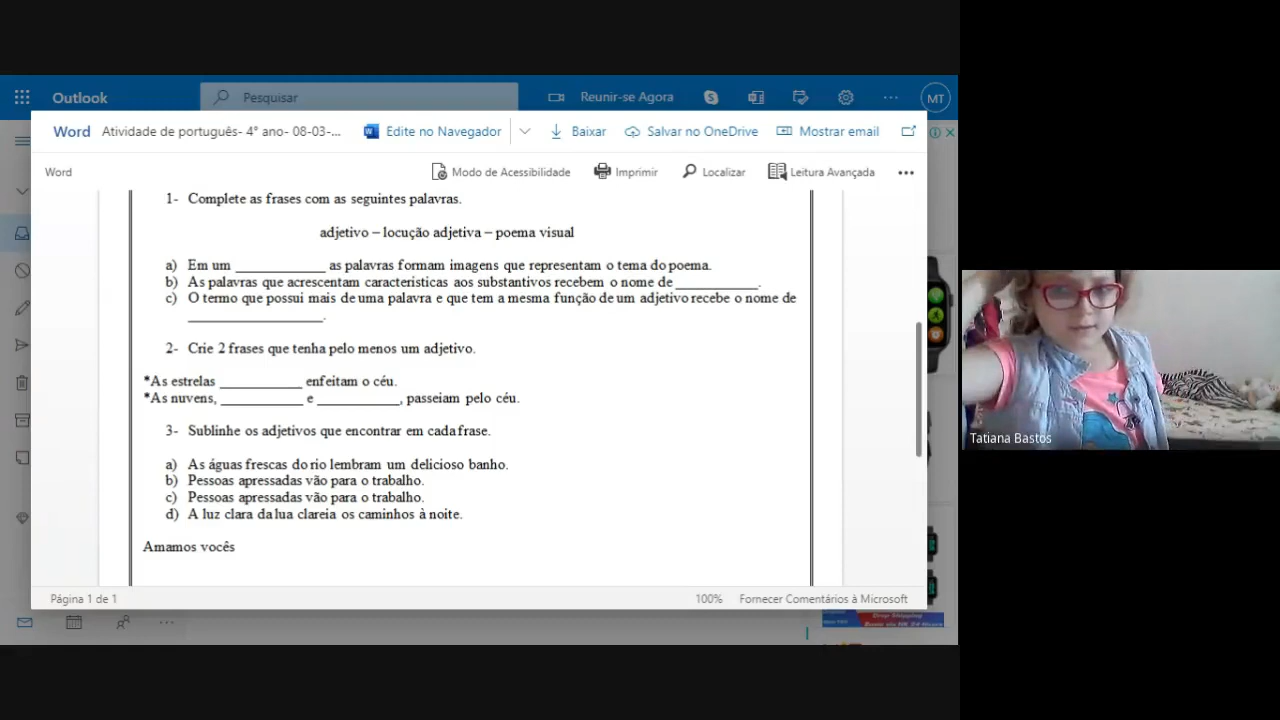 Outlook
Pesquisar
Reunir-se Agora
MT
Word Atividade de português- 4° ano- 08-03-...
Edite no Navegador
Baixar
Salvar no OneDrive
Mostrar email
Word
Modo de Acessibilidade
Imprimir
Localizar
Leitura Avançada
1- Complete as frases com as seguintes palavras.
adjetivo – locução adjetiva – poema visual
a) Em um ____________ as palavras formam imagens que representam o tema do poema.
b) As palavras que acrescentam caracteristicas aos substantivos recebem o nome de ___________.
c) O termo que possui mais de uma palavra e que tem a mesma função de um adjetivo recebe o nome de
__________________.
2- Crie 2 frases que tenha pelo menos um adjetivo.
*As estrelas ___________ enfeitam o céu.
*As nuvens, ___________ e ___________, passeiam pelo céu.
3- Sublinhe os adjetivos que encontrar em cada frase.
a) As águas frescas do rio lembram um delicioso banho.
b) Pessoas apressadas vão para o trabalho.
c) Pessoas apressadas vão para o trabalho.
d) A luz clara da lua clareia os caminhos à noite.
Amamos vocês
Página 1 de 1
100%
Fornecer Comentários à Microsoft
Tatiana Bastos